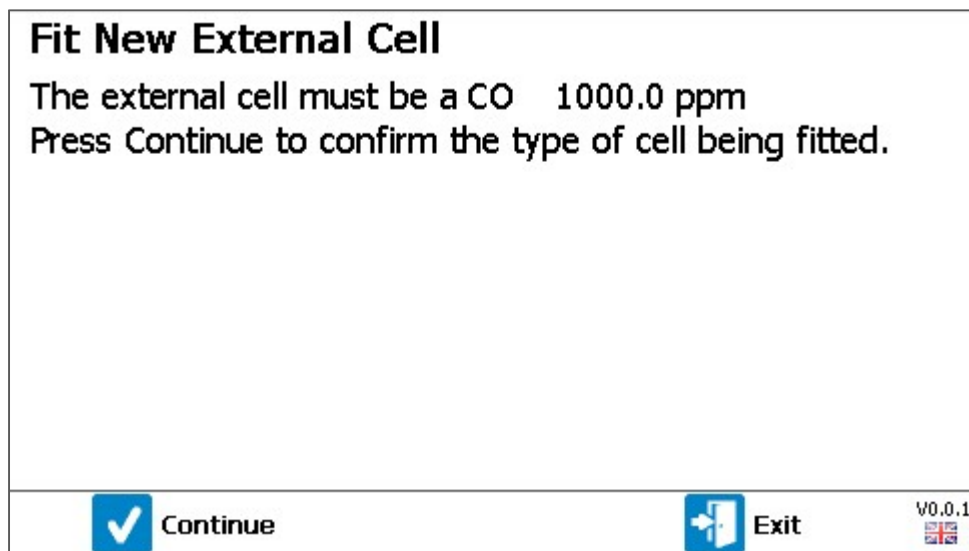 Fit New External Cell
The external cell must be a CO    1000.0 ppm
Press Continue to confirm the type of cell being fitted.
Continue
Exit
V0.0.1